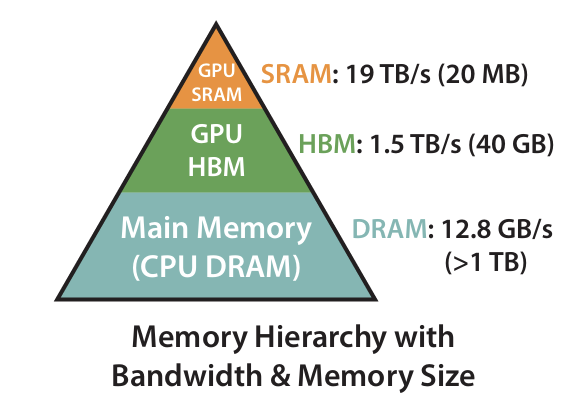 GPU
SRAM
SRAM: 19 TB/s (20 MB)
GPU
HBM
HBM: 1.5 TB/s (40 GB)
Main Memory
(CPU DRAM)
DRAM: 12.8 GB/s
(>1 TB)
Memory Hierarchy with
Bandwidth & Memory Size